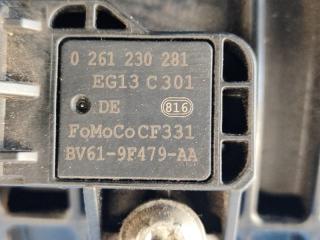 0 261 230 281
EG13 C301
DE 816
FoMoCo CF331
BV61-9F479-AA